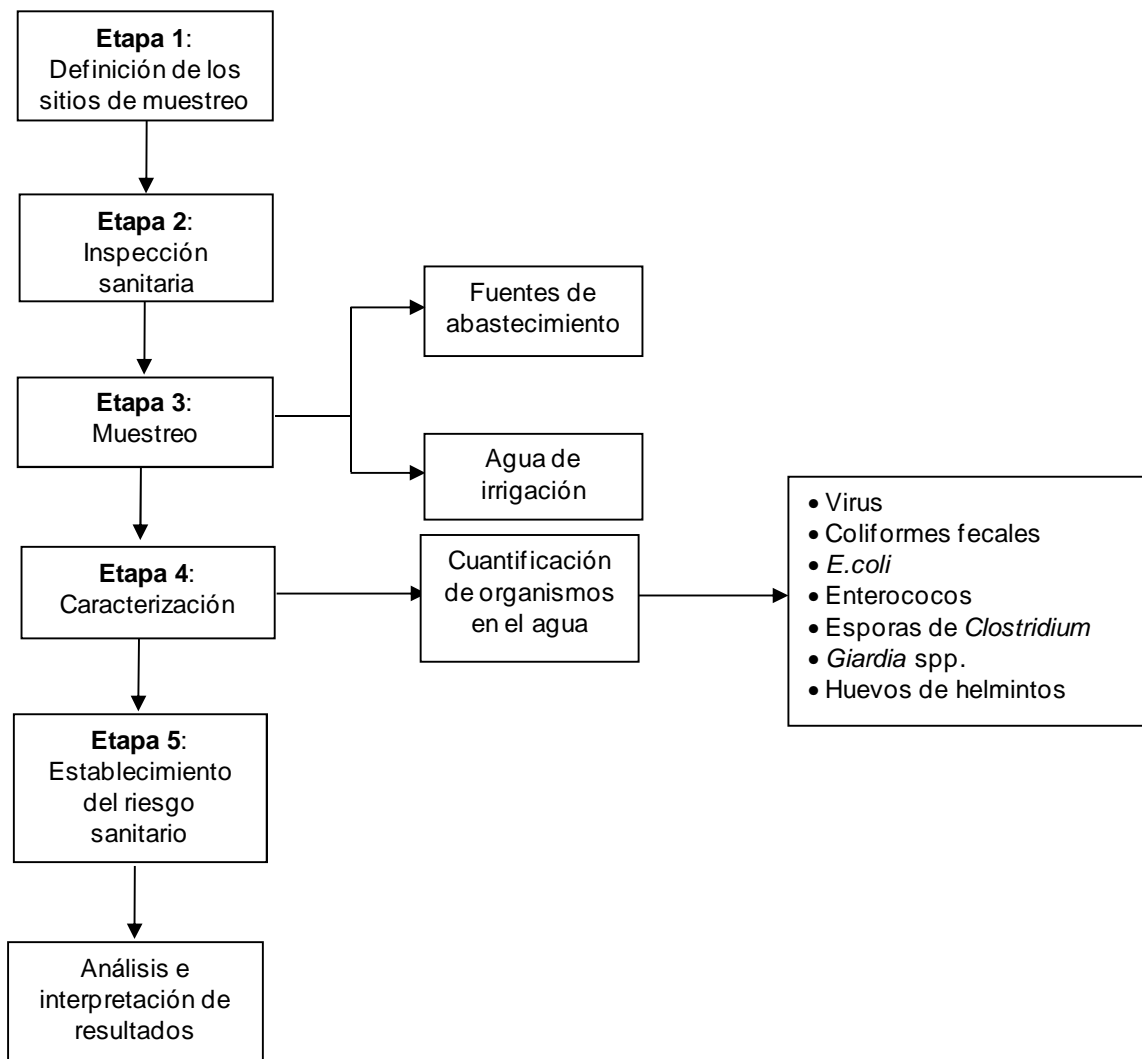 Etapa 1:
Definición de los
sitios de muestreo
Etapa 2:
Inspección
sanitaria
Etapa 3:
Muestreo
Fuentes de
abastecimiento
Agua de
irrigación
Etapa 4:
Caracterización
Cuantificación
de organismos
en el agua
• Virus
• Coliformes fecales
• E.coli
• Enterococos
• Esporas de Clostridium
• Giardia spp.
• Huevos de helmintos
Etapa 5:
Establecimiento
del riesgo
sanitario
Análisis e
interpretación de
resultados